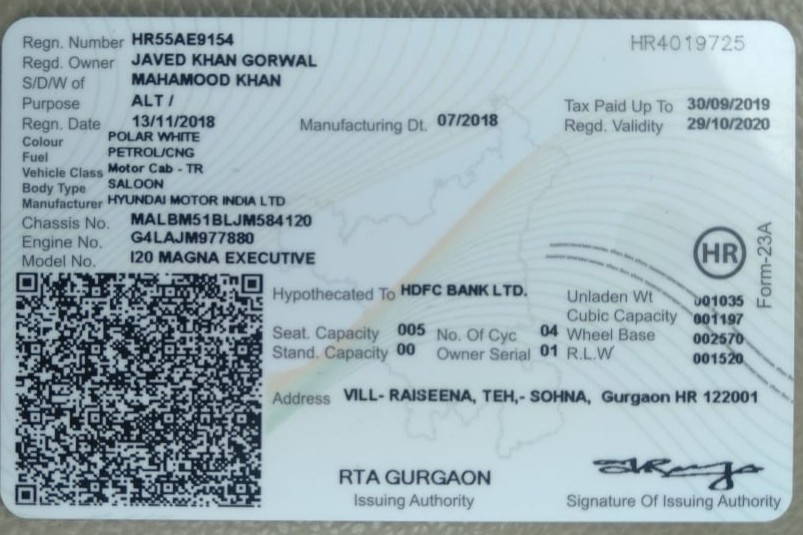 Regn. Number HR55AE9154 HR4019725
Regd. Owner JAVED KHAN GORWAL
S/D/W of MAHAMOOD KHAN
Purpose ALT / Tax Paid Up To 30/09/2019
Regn. Date 13/11/2018 Manufacturing Dt. 07/2018 Regd. Validity 29/10/2020
Colour POLAR WHITE
Fuel PETROL/CNG
Vehicle Class Motor Cab - TR
Body Type SALOON
Manufacturer HYUNDAI MOTOR INDIA LTD
Chassis No. MALBM51BLJM584120
Engine No. G4LAJM977880
Model No. I20 MAGNA EXECUTIVE
HR
Form-23A
Hypothecated To HDFC BANK LTD. Unladen Wt 001035
Cubic Capacity 001197
Seat. Capacity 005 No. Of Cyc 04 Wheel Base 002570
Stand. Capacity 00 Owner Serial 01 R.L.W 001520
Address VILL- RAISEENA, TEH,- SOHNA, Gurgaon HR 122001
RTA GURGAON
Issuing Authority Signature Of Issuing Authority